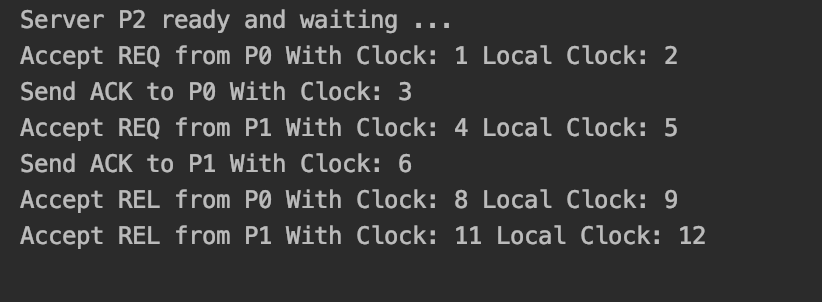 Server P2 ready and waiting ...
Accept REQ from P0 With Clock: 1 Local Clock: 2
Send ACK to P0 With Clock: 3
Accept REQ from P1 With Clock: 4 Local Clock: 5
Send ACK to P1 With Clock: 6
Accept REL from P0 With Clock: 8 Local Clock: 9
Accept REL from P1 With Clock: 11 Local Clock: 12